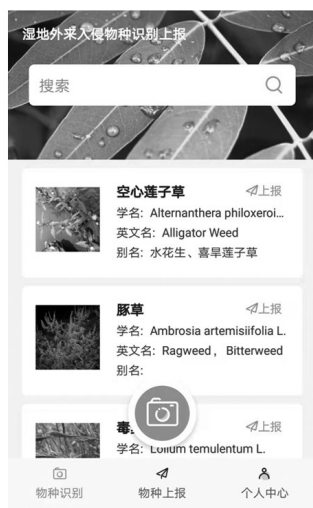 湿地外来入侵物种识别上报
搜索
空心莲子草
上报
学名: Alternanthera philoxeroi...
英文名: Alligator Weed
别名: 水花生、喜旱莲子草
豚草
上报
学名: Ambrosia artemisiifolia L.
英文名: Ragweed , Bitterweed
别名:
毒
上报
学名: Lolium temulentum L.
物种识别
物种上报
个人中心